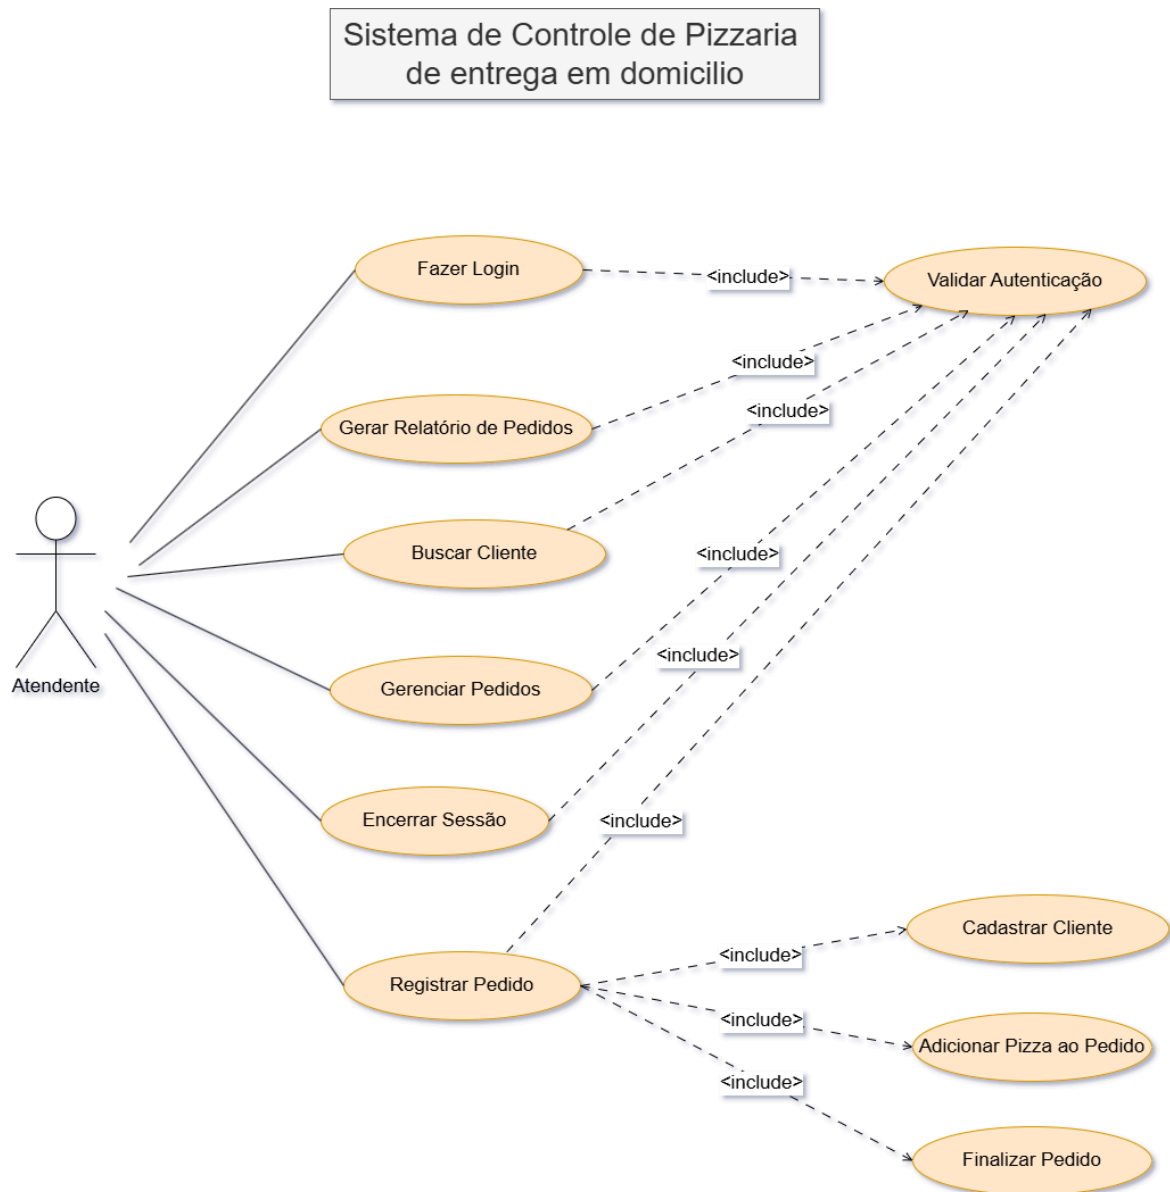 Sistema de Controle de Pizzaria
de entrega em domicilio
Fazer Login
<include>
Validar Autenticação
<include>
Gerar Relatório de Pedidos
<include>
Buscar Cliente
<include>
Gerenciar Pedidos
<include>
Atendente
Encerrar Sessão
<include>
Registrar Pedido
<include>
Cadastrar Cliente
<include>
Adicionar Pizza ao Pedido
<include>
Finalizar Pedido